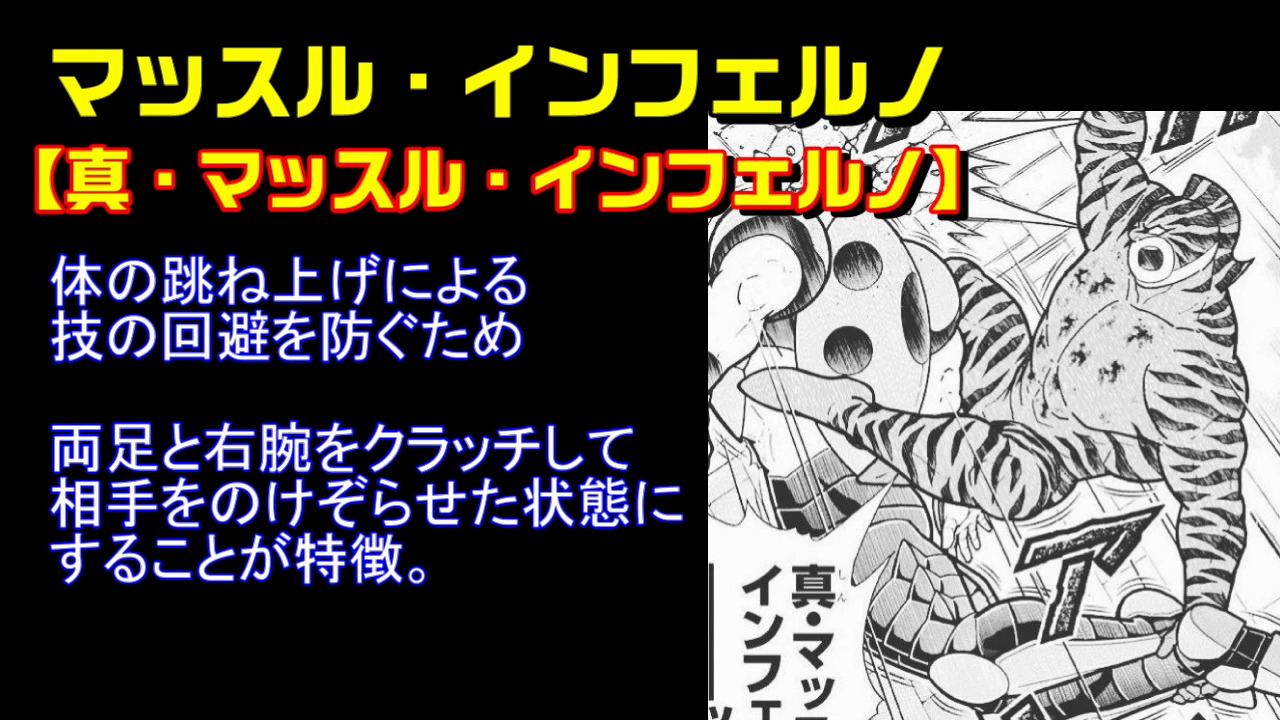 マッスル・インフェルノ
【真・マッスル・インフェルノ】
体の跳ね上げによる
技の回避を防ぐため
両足と右腕をクラッチして
相手をのけぞらせた状態に
することが特徴。
真・マッ
しん
インフェ